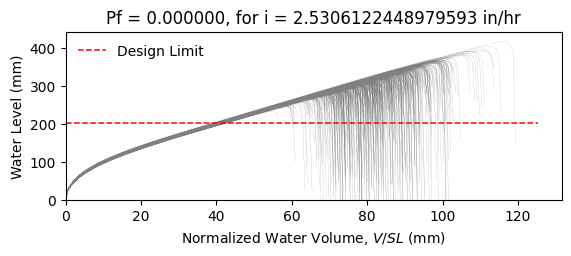 Pf = 0.000000, for i = 2.5306122448979593 in/hr
Water Level (mm)
400
300
200
100
0
Design Limit
0 20 40 60 80 100 120
Normalized Water Volume, V/SL (mm)